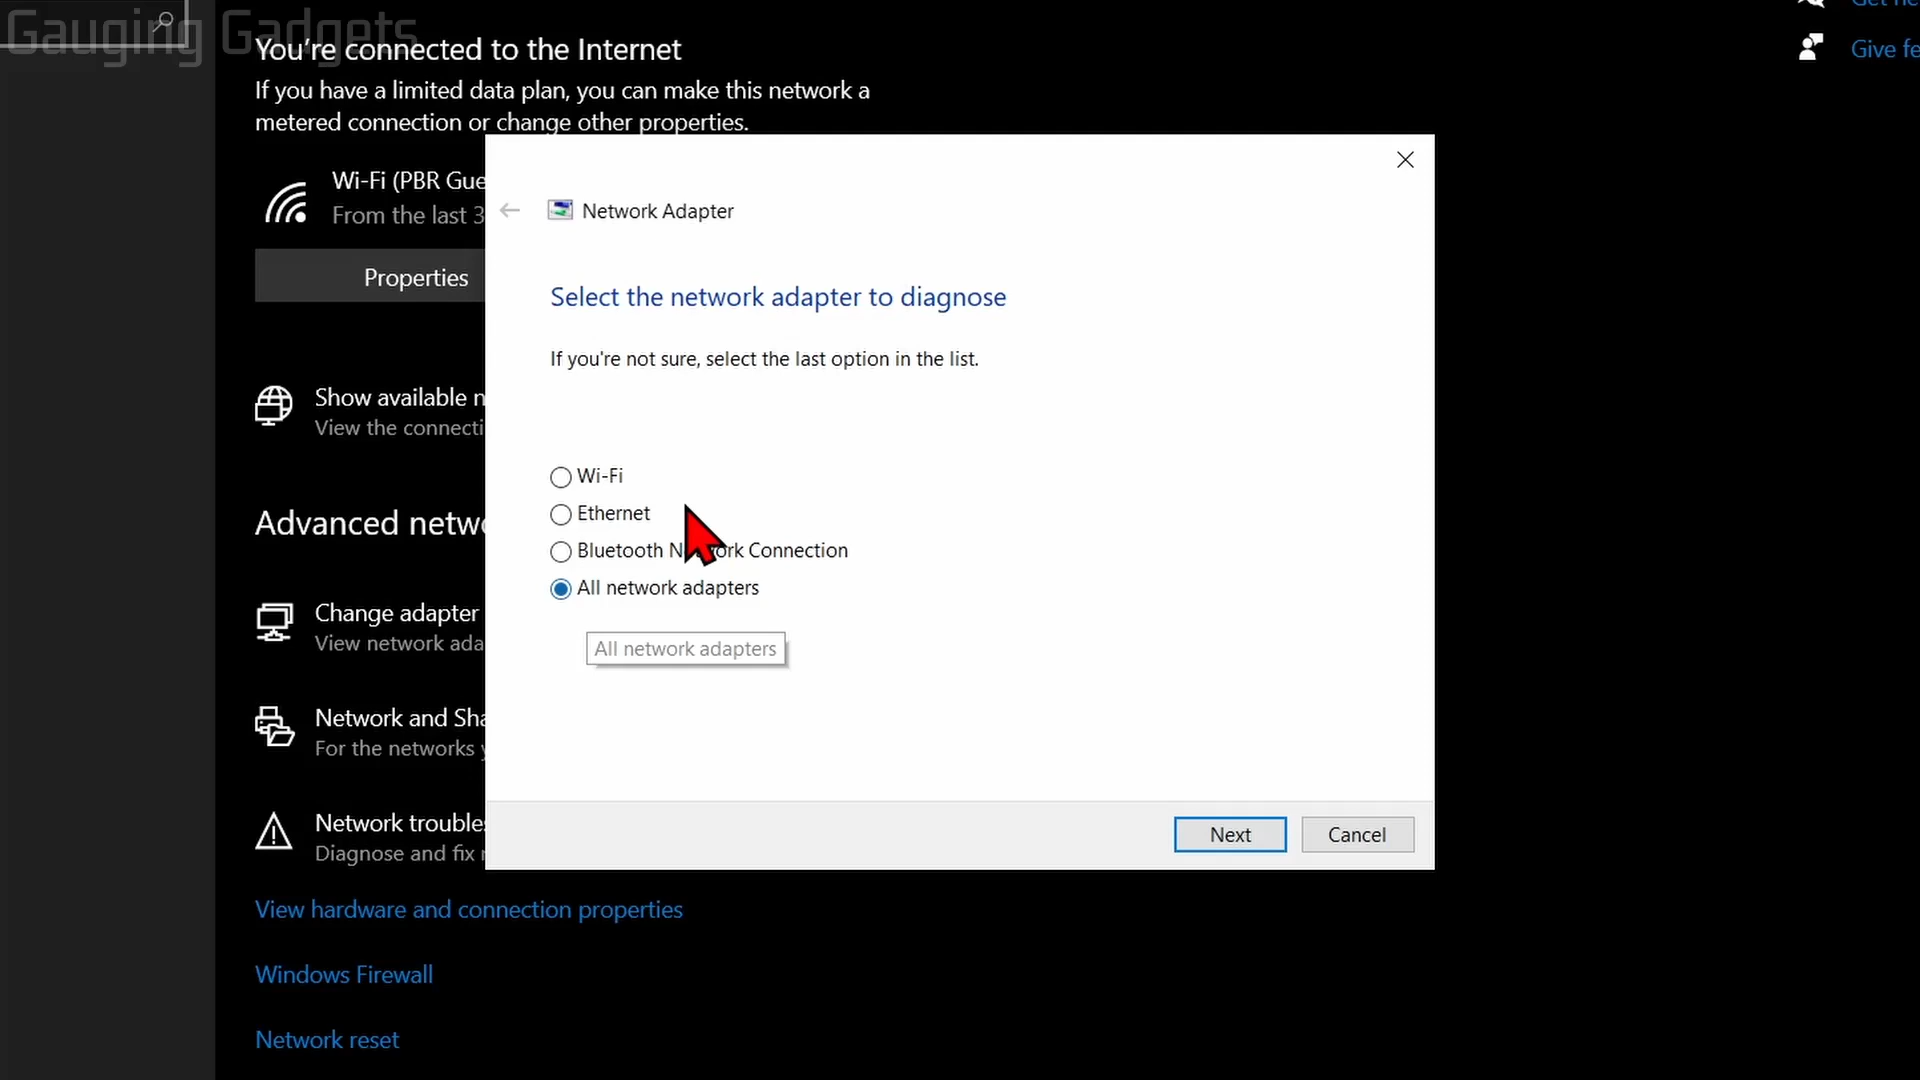 Gauging Gadgets
You're connected to the Internet
If you have a limited data plan, you can make this network a
metered connection or change other properties.
Give fe
Wi-Fi (PBR Gue
From the last 3
Properties
Show available n
View the connecti
Advanced netwo
Change adapter
View network ada
Network and Sha
For the networks y
Network trouble
Diagnose and fix
View hardware and connection properties
Windows Firewall
Network reset
Network Adapter
Select the network adapter to diagnose
If you're not sure, select the last option in the list.
Wi-Fi
Ethernet
Bluetooth Network Connection
All network adapters
All network adapters
Next
Cancel